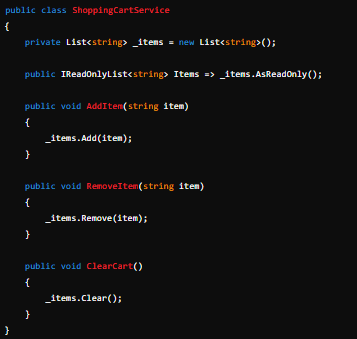 public class ShoppingCartService
{
    private List<string> _items = new List<string>();

    public IReadOnlyList<string> Items => _items.AsReadOnly();

    public void AddItem(string item)
    {
        _items.Add(item);
    }

    public void RemoveItem(string item)
    {
        _items.Remove(item);
    }

    public void ClearCart()
    {
        _items.Clear();
    }
}